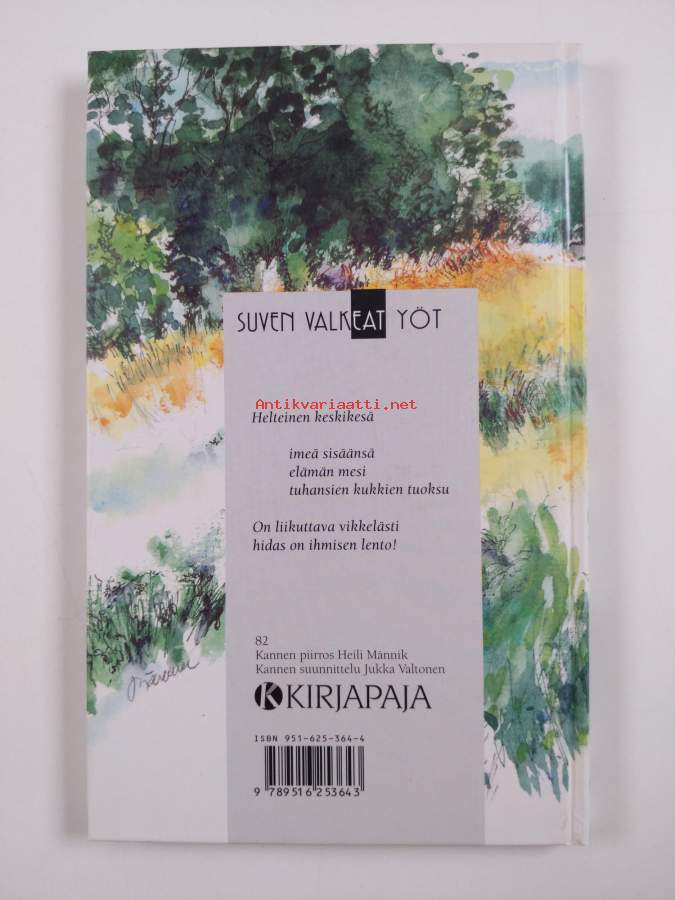 SUVEN VALKEAT YÖT
Antikvariaatti.net
Helteinen keskikesä
imeä sisäänsä
elämän mesi
tuhansien kukkien tuoksu
On liikuttava vikkelästi
hidas on ihmisen lento!
82
Kannen piirros Heili Männik
Kannen suunnittelu Jukka Valtonen
K KIRJAPAJA
ISBN 951-625-364-4
9 789516 253643